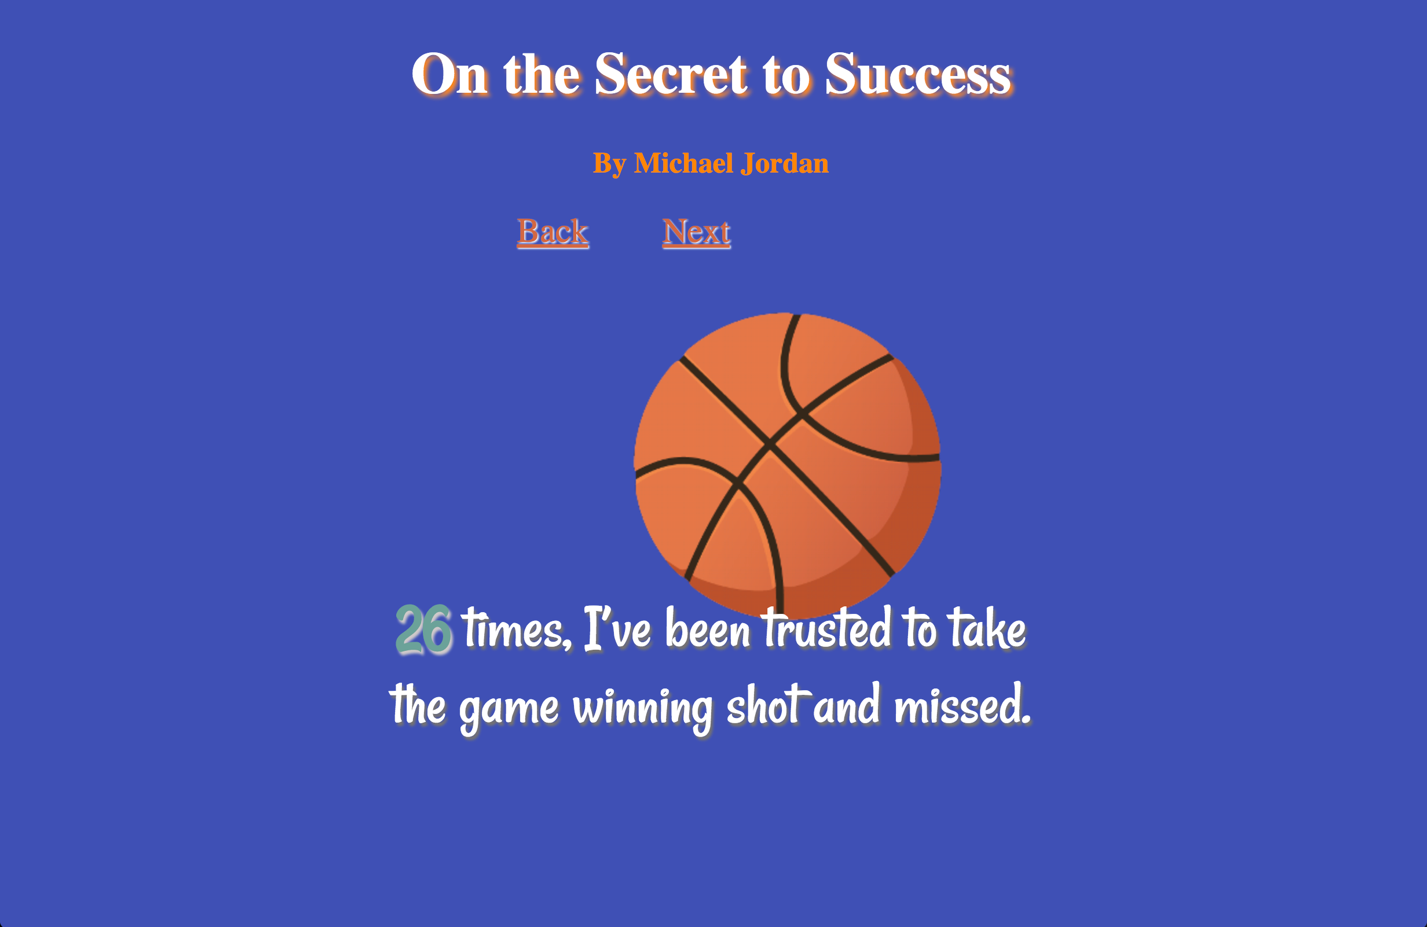 On the Secret to Success
By Michael Jordan
Back Next
26 times, I've been trusted to take
the game winning shot and missed.